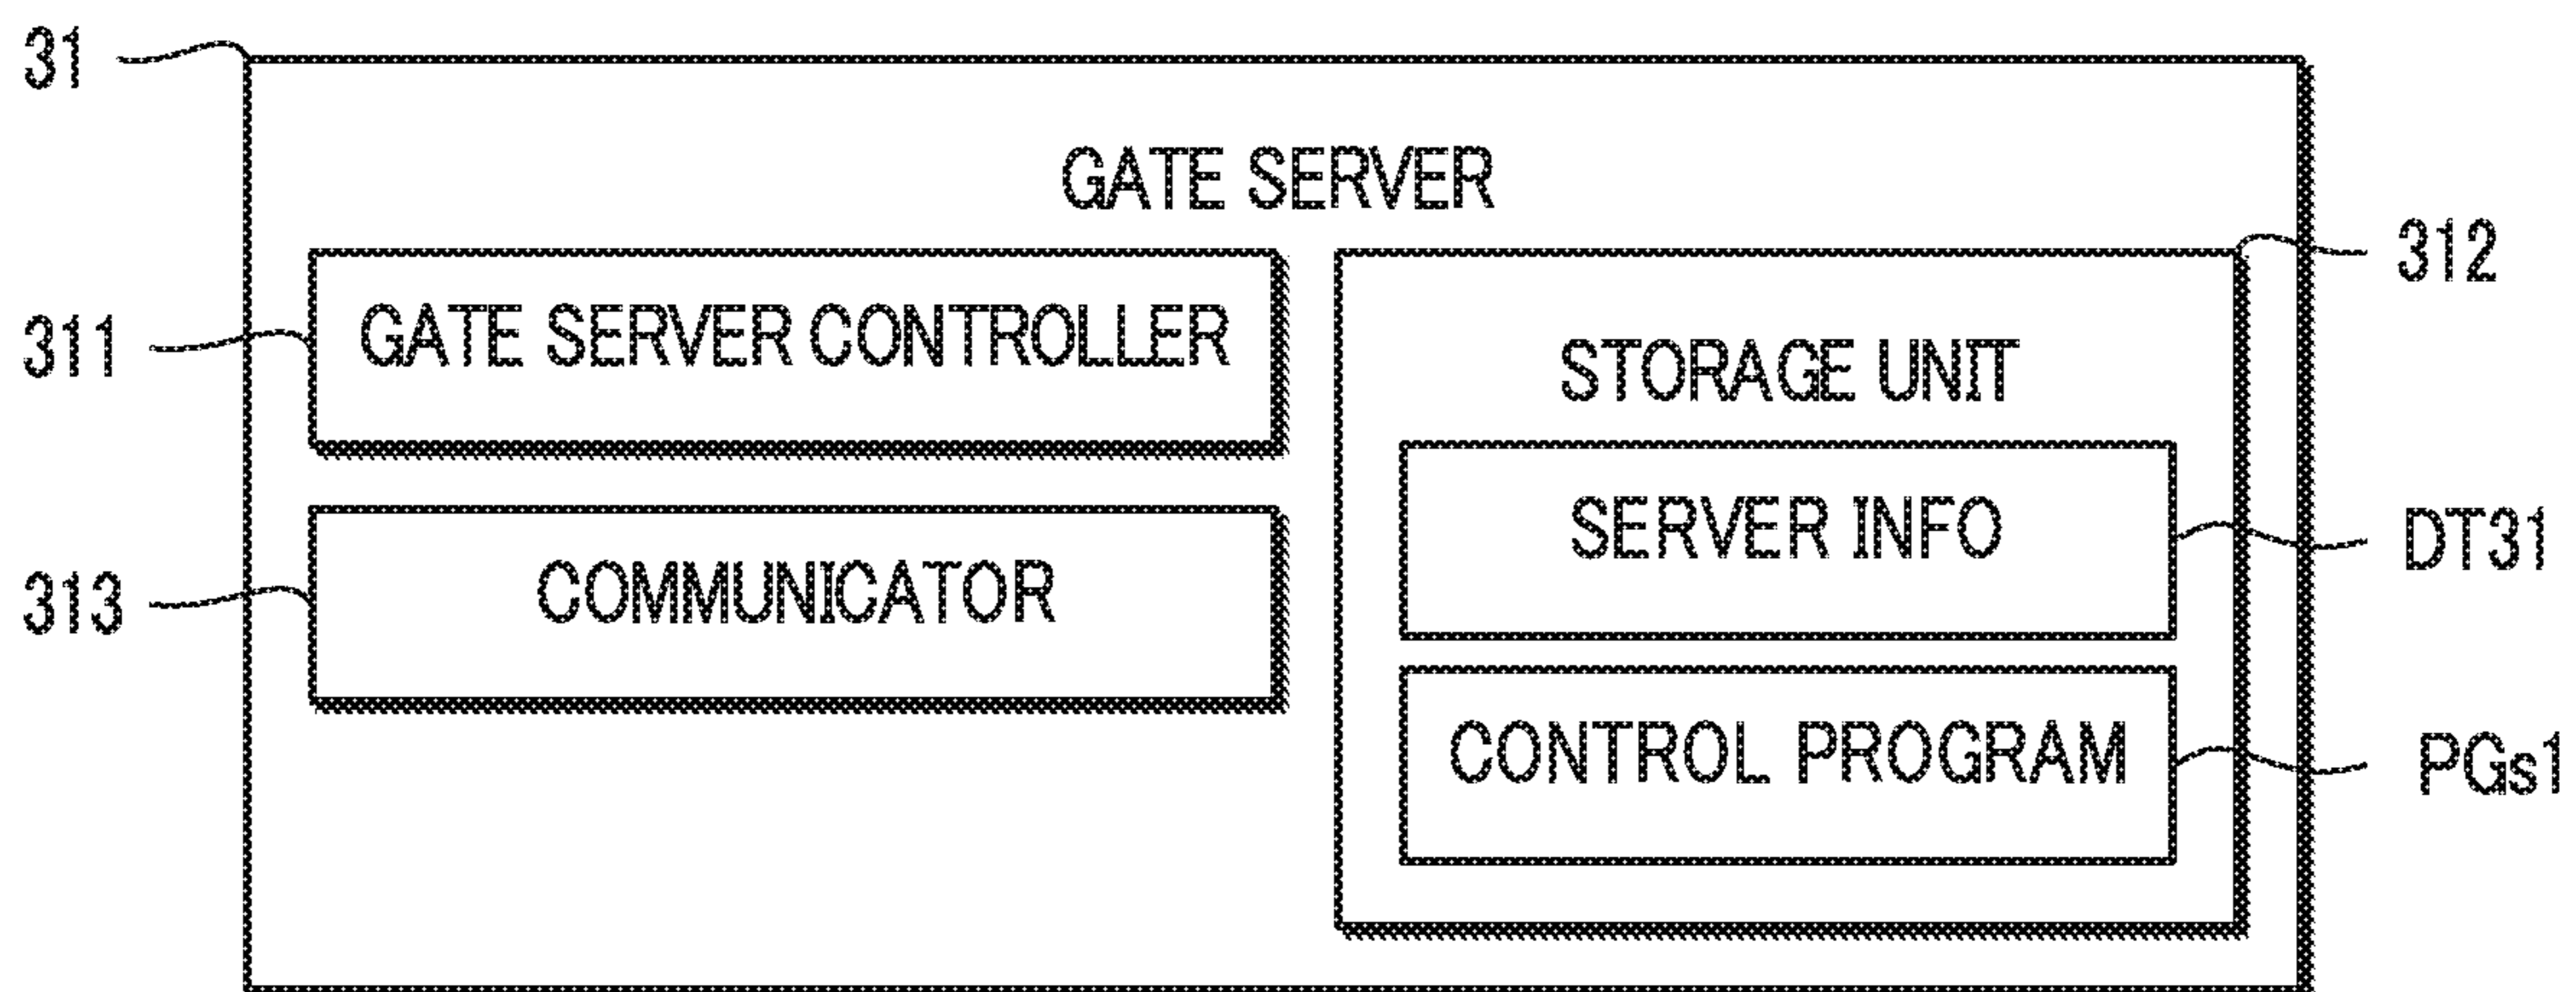 31
GATE SERVER
312
311
GATE SERVER CONTROLLER
STORAGE UNIT
SERVER INFO
DT31
313
COMMUNICATOR
CONTROL PROGRAM
PGs1